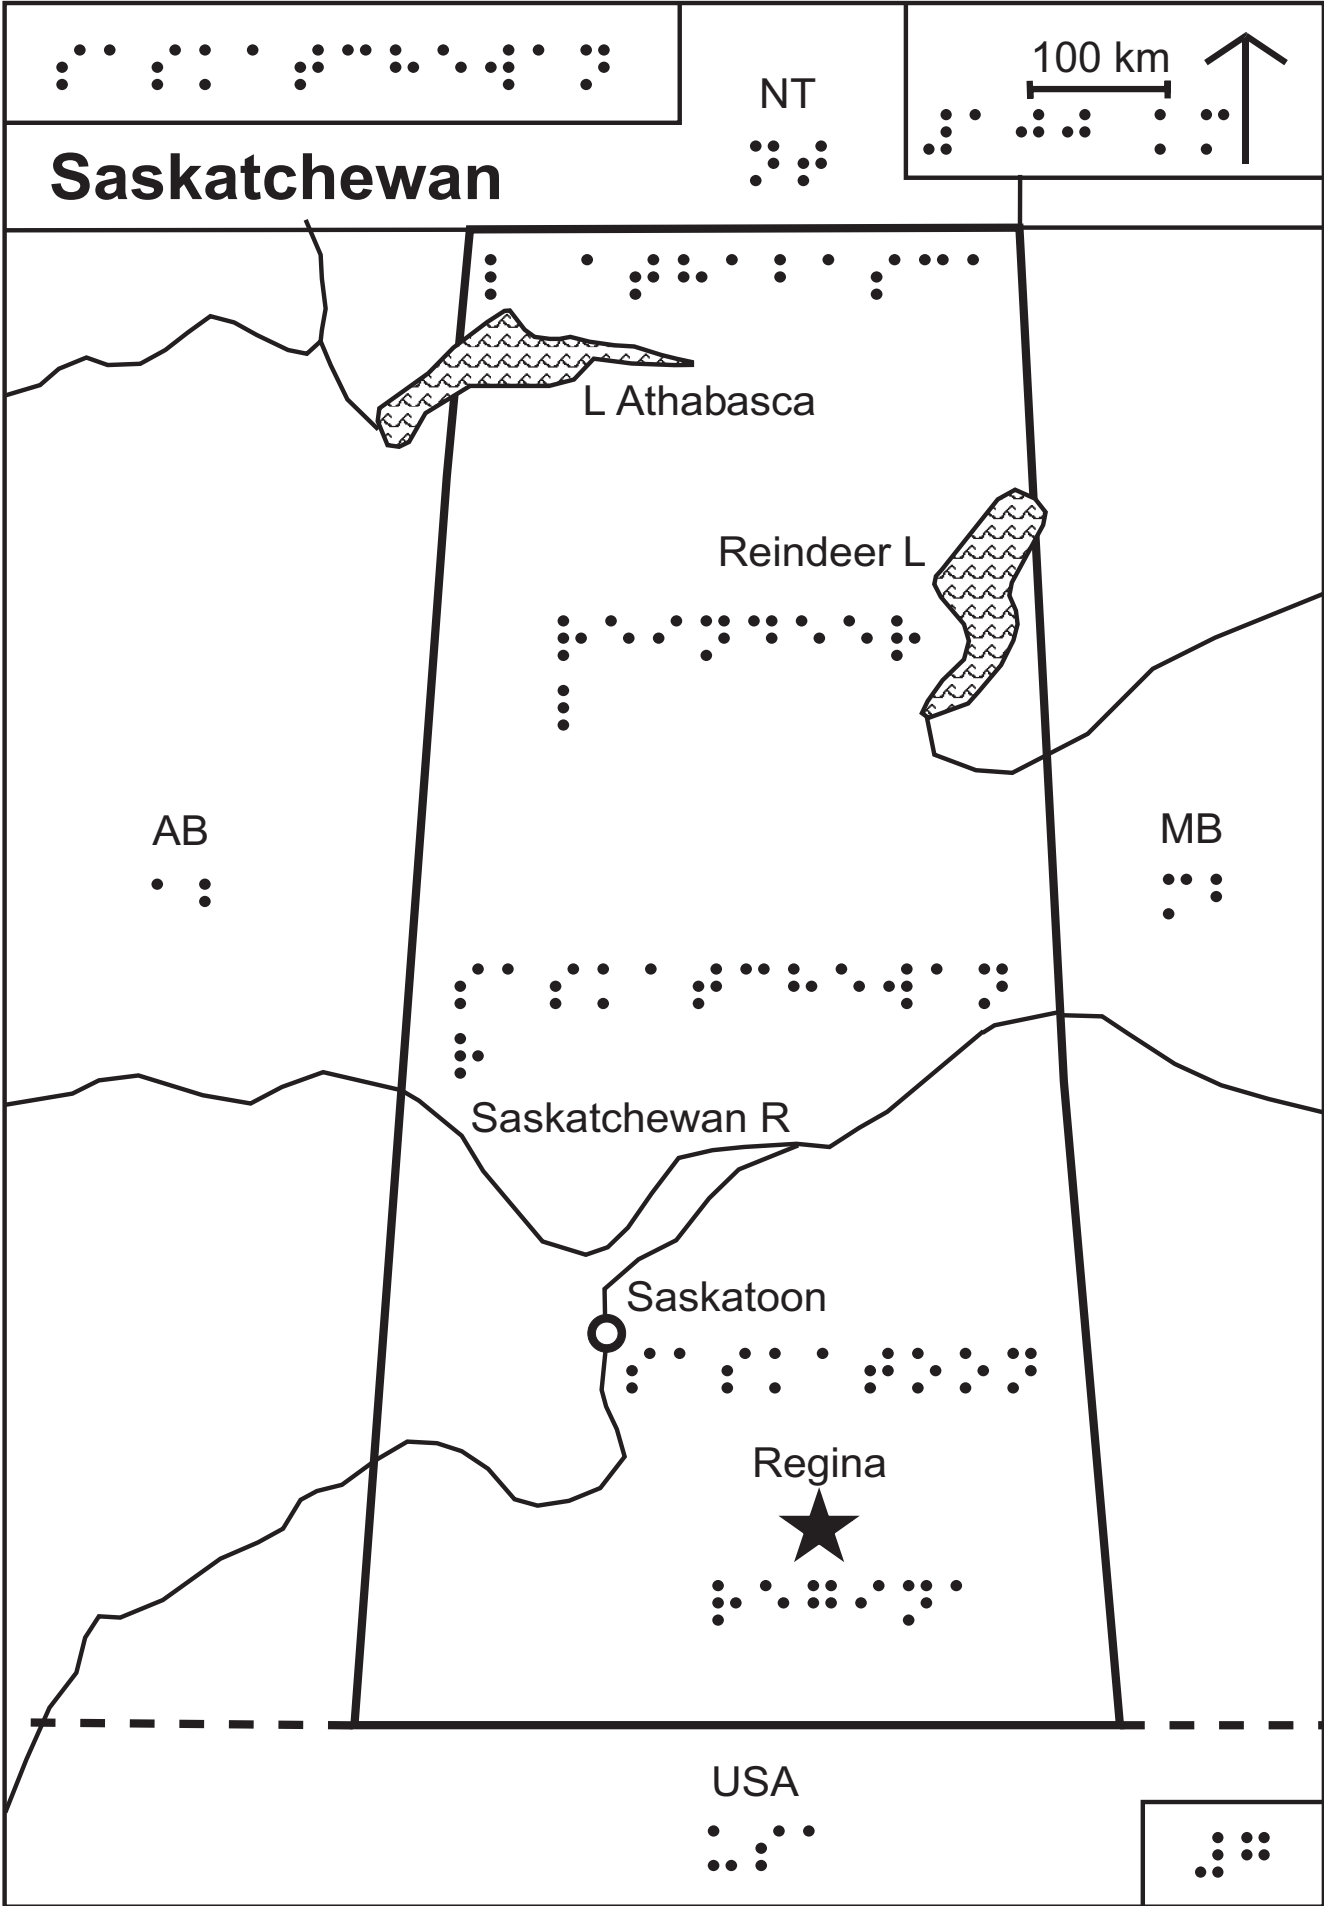 ⠎⠁⠎⠅⠁⠞⠉⠓⠑⠺⠁⠝
Saskatchewan
NT
⠝⠞
100 km
⠼⠁⠚⠚ ⠅⠍
⠇ ⠁⠞⠓⠁⠃⠁⠎⠉⠁
L Athabasca
Reindeer L
⠗⠑⠊⠝⠙⠑⠑⠗
⠇
AB
⠁⠃
MB
⠍⠃
⠎⠁⠎⠅⠁⠞⠉⠓⠑⠺⠁⠝
⠗
Saskatchewan R
Saskatoon
⠎⠁⠎⠅⠁⠞⠕⠕⠝
Regina
⠗⠑⠛⠊⠝⠁
USA
⠥⠎⠁
⠼⠛